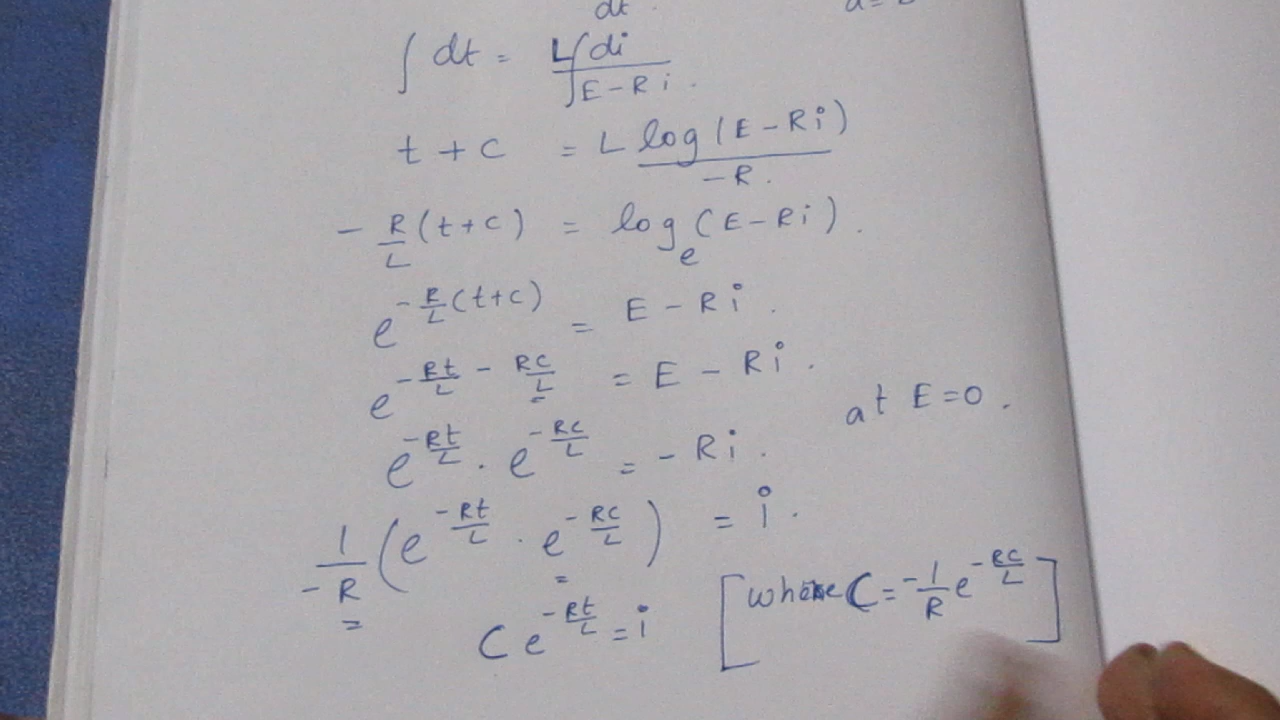 dt .
∫ dt = L∫ di / E - Ri .
t + c = L log (E - Ri) / -R .
- R/L (t + c) = log_e (E - Ri) .
e^{-R/L (t+c)} = E - Ri .
e^{-Rt/L - Rc/L} = E - Ri .
at E = 0 .
e^{-Rt/L} . e^{-Rc/L} = - Ri .
1/-R (e^{-Rt/L} . e^{-Rc/L}) = i .
C e^{-Rt/L} = i [where C = -1/R e^{-Rc/L}]